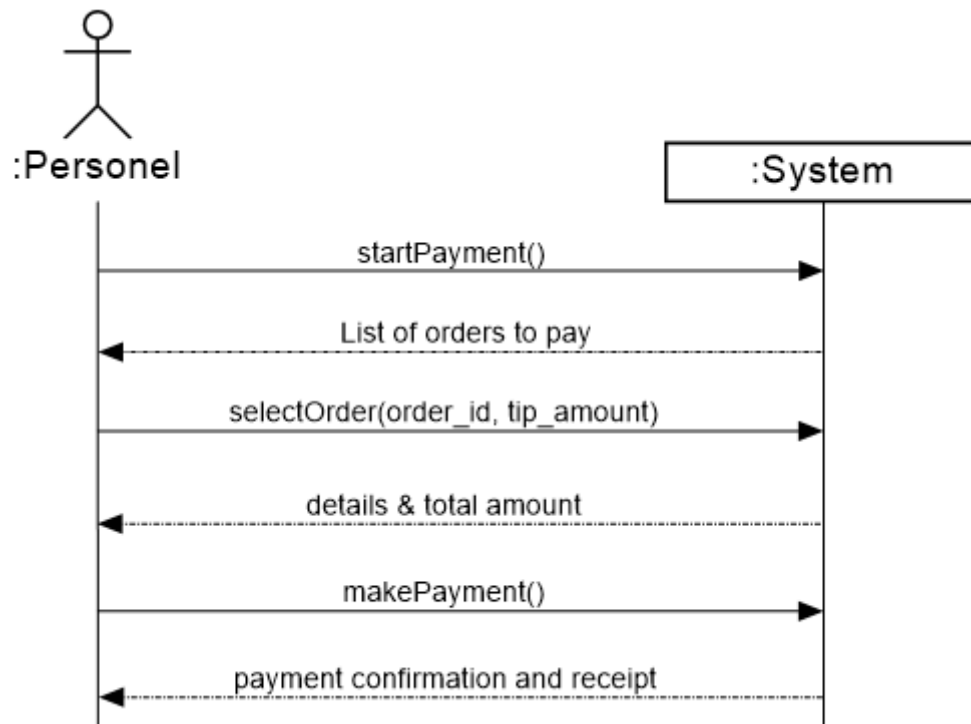 :Personel
:System
startPayment()
List of orders to pay
selectOrder(order_id, tip_amount)
details & total amount
makePayment()
payment confirmation and receipt